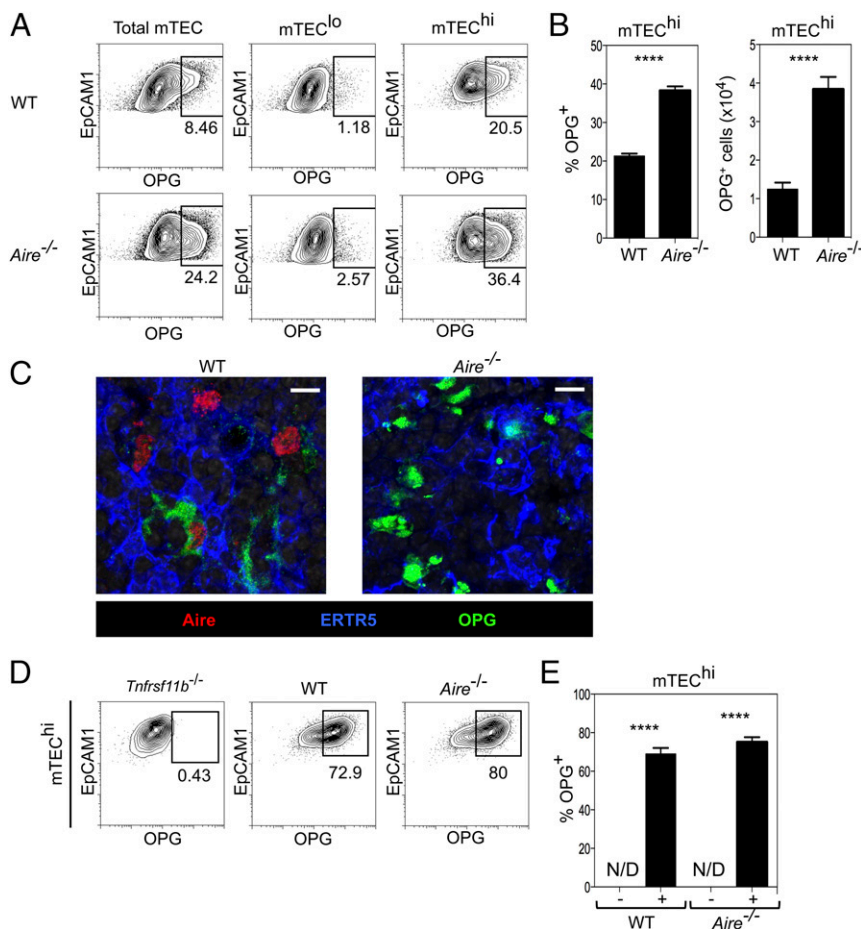 A
Total mTEC mTEC^lo mTEC^hi
WT
EpCAM1 EpCAM1 EpCAM1
8.46 1.18 20.5
OPG OPG OPG
Aire^-/-
EpCAM1 EpCAM1 EpCAM1
24.2 2.57 36.4
OPG OPG OPG
B
mTEC^hi mTEC^hi
% OPG^+
50
40
30
20
10
0
****
WT Aire^-/-
OPG^+ cells (x10^4)
5
4
3
2
1
0
****
WT Aire^-/-
C
WT Aire^-/-
Aire ERTR5 OPG
D
Tnfrsf11b^-/- WT Aire^-/-
mTEC^hi
EpCAM1 EpCAM1 EpCAM1
0.43 72.9 80
OPG OPG OPG
E
mTEC^hi
% OPG^+
100
80
60
40
20
0
**** ****
N/D N/D
- + - +
WT Aire^-/-